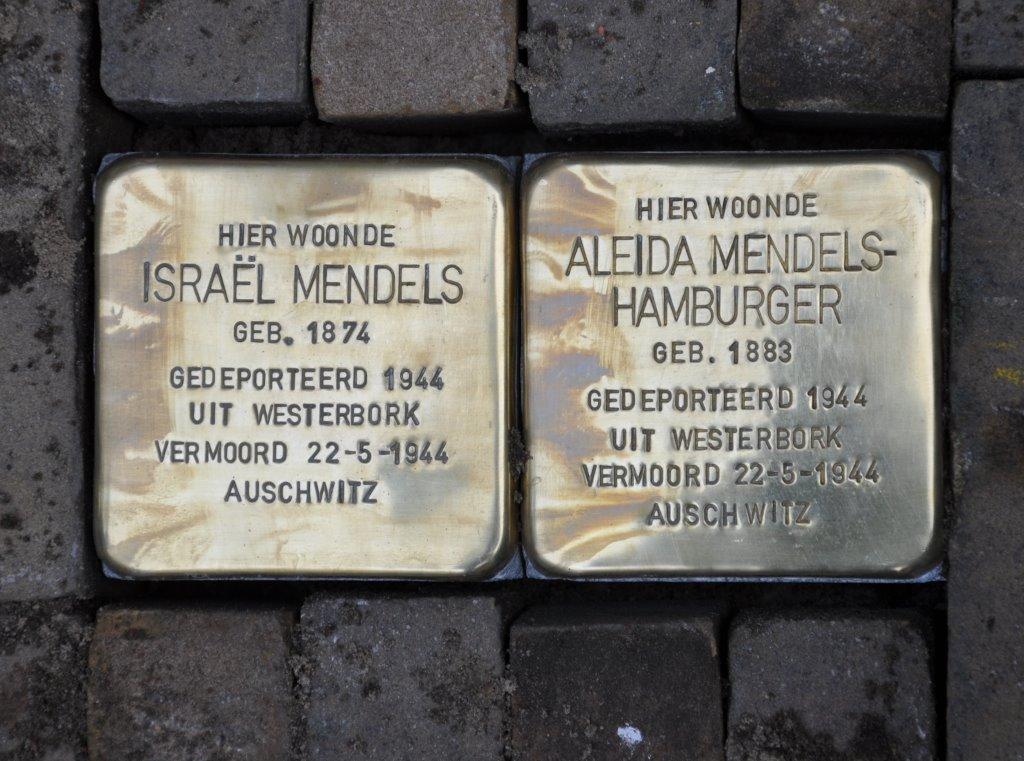 HIER WOONDE
ISRAËL MENDELS
GEB. 1874
GEDEPORTEERD 1944
UIT WESTERBORK
VERMOORD 22-5-1944
AUSCHWITZ
HIER WOONDE
ALEIDA MENDELS-
HAMBURGER
GEB. 1883
GEDEPORTEERD 1944
UIT WESTERBORK
VERMOORD 22-5-1944
AUSCHWITZ